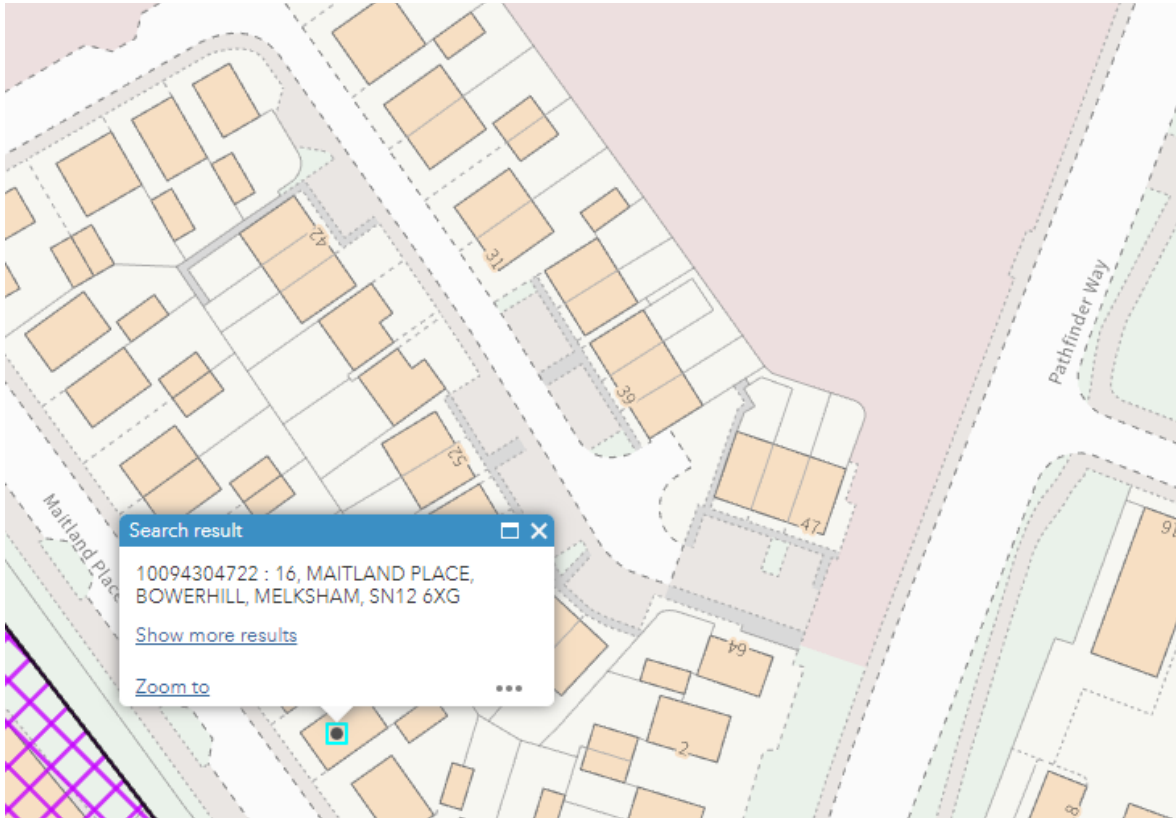 42
31
39
Pathfinder Way
52
47
16
Maitland Place
Search result
10094304722 : 16, MAITLAND PLACE,
BOWERHILL, MELKSHAM, SN12 6XG
Show more results
Zoom to
64
2
8